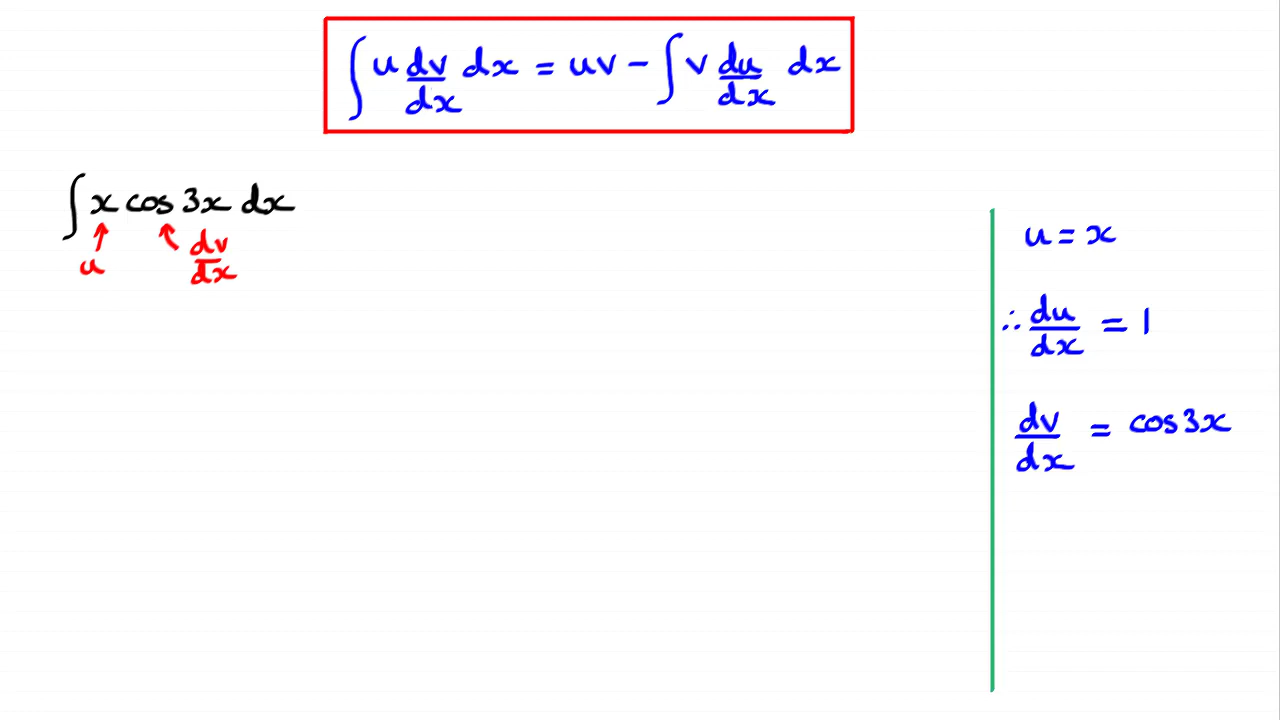 ∫ u dv/dx dx = uv − ∫ v du/dx dx
∫ x cos 3x dx
u dv/dx
u = x
∴ du/dx = 1
dv/dx = cos 3x